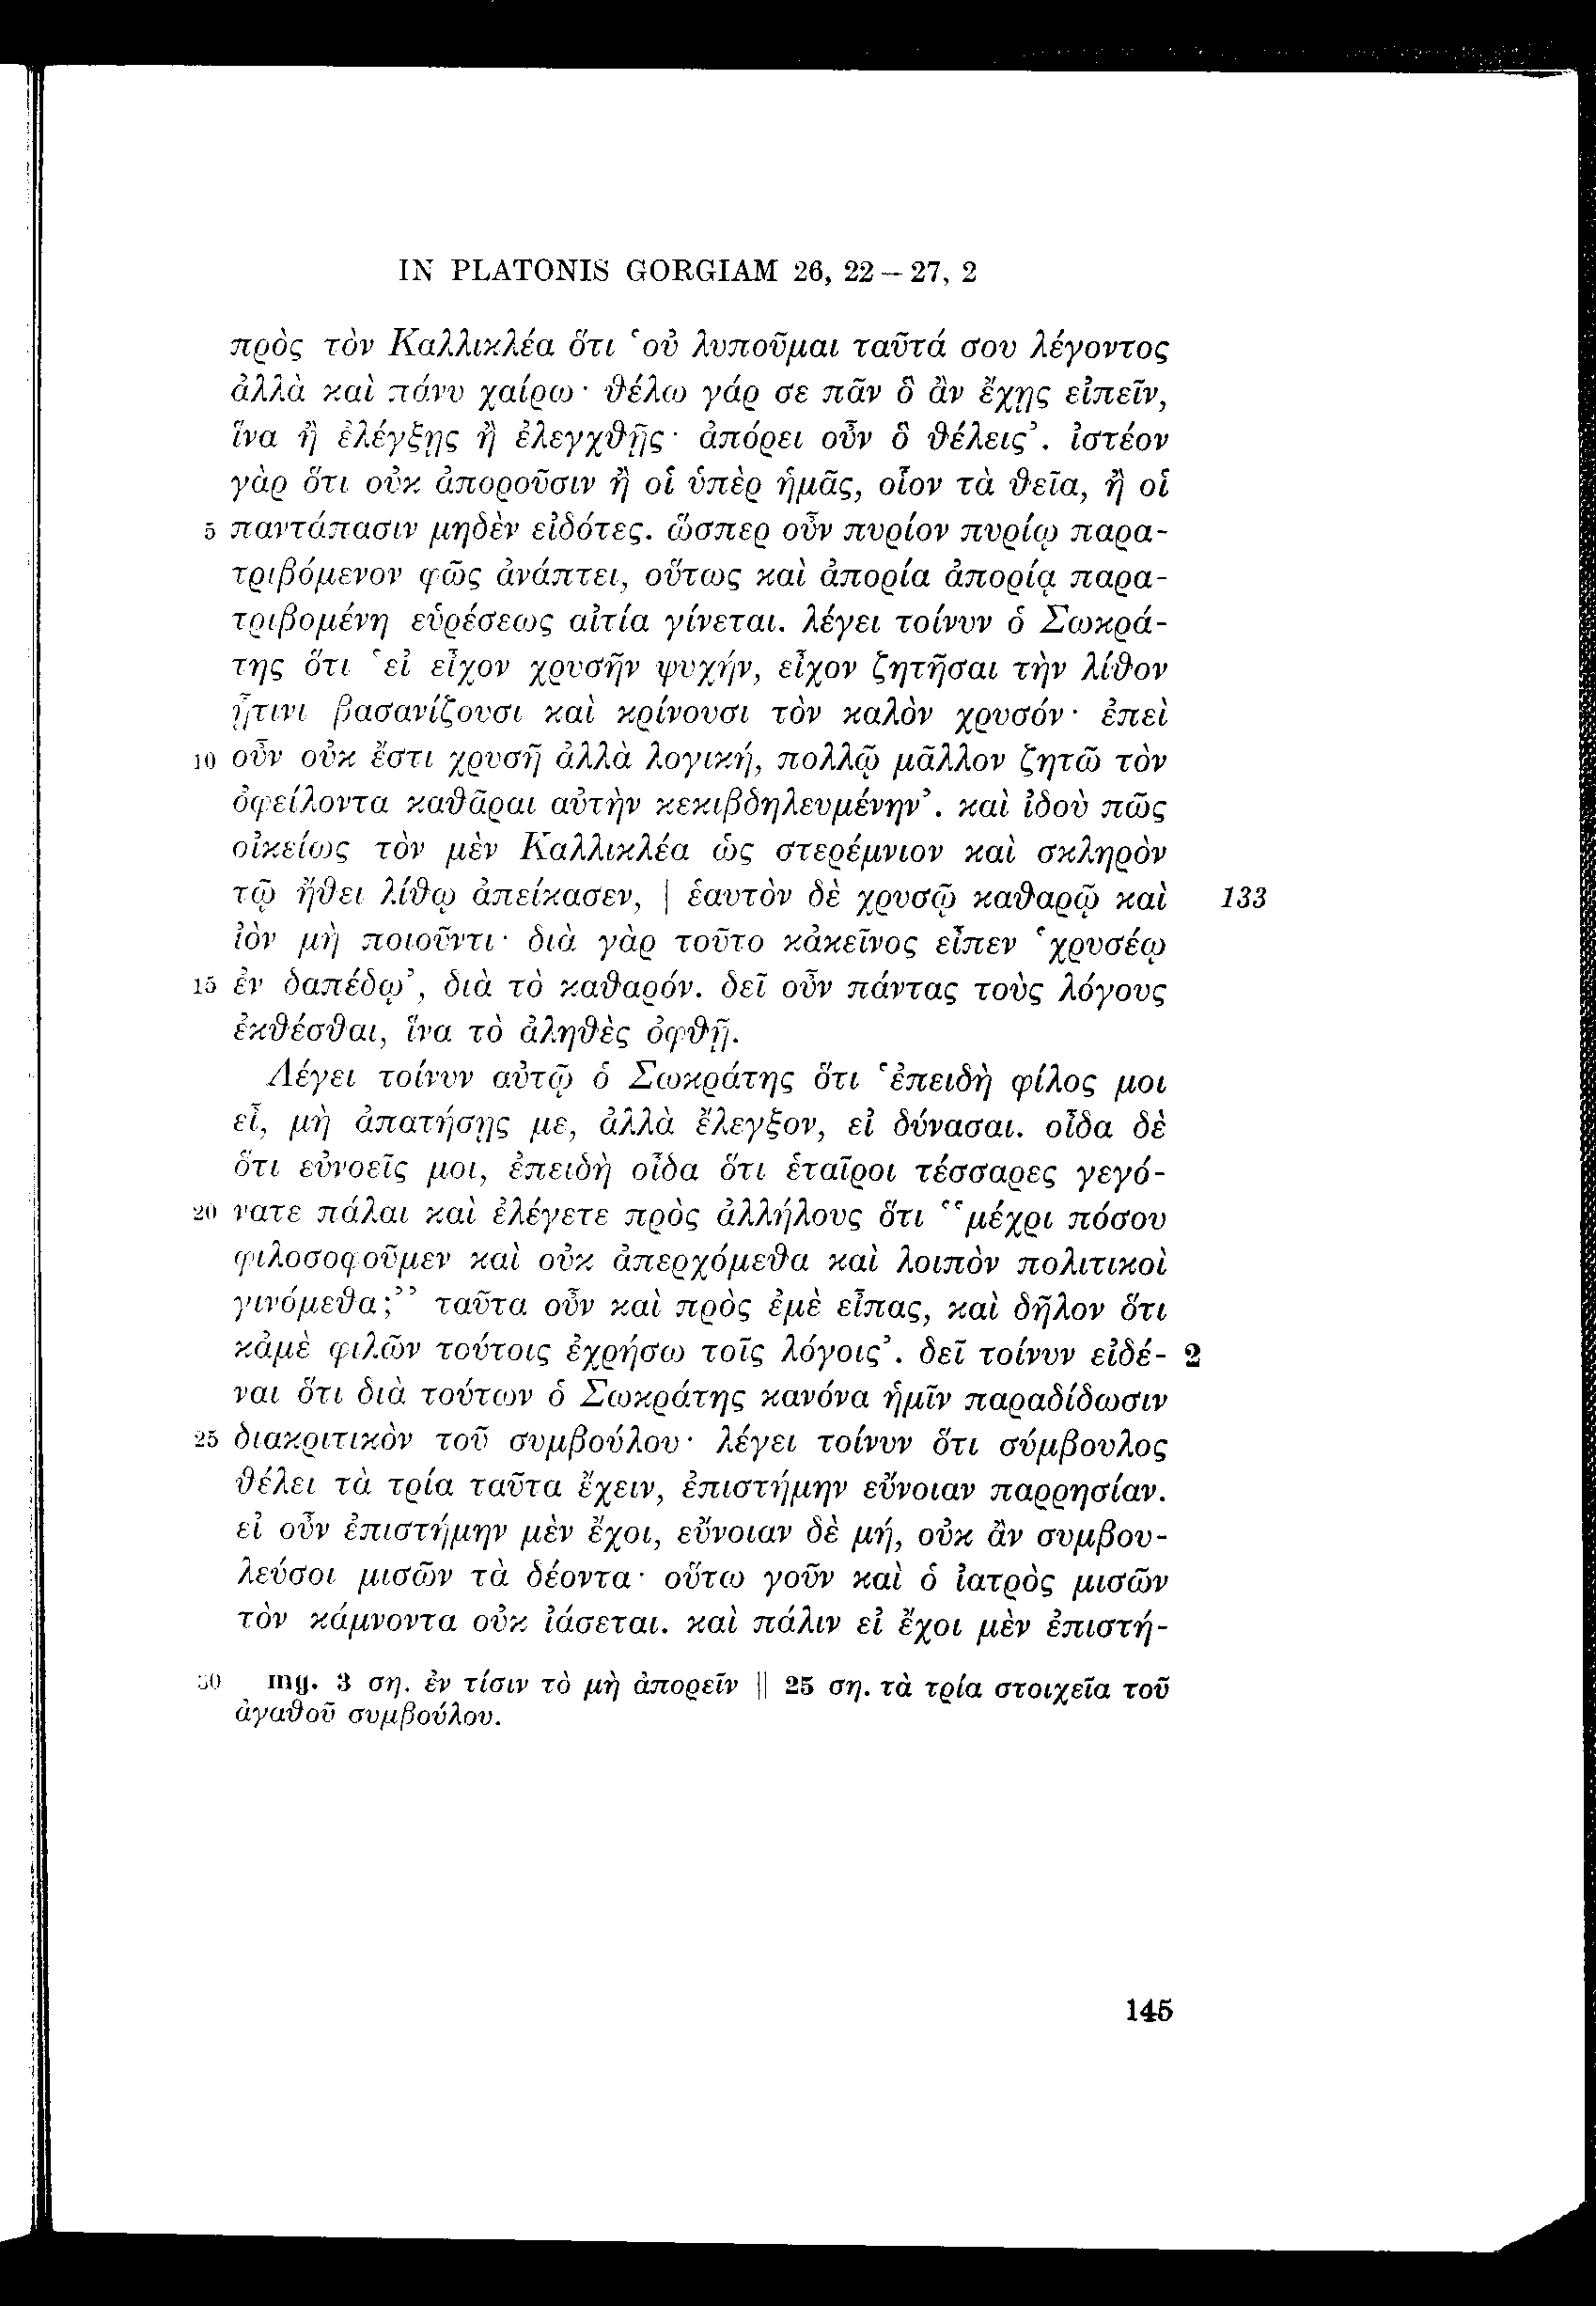 IN PLATONIS GORGIAM 26, 22 – 27, 2
πρὸς τὸν Καλλικλέα ὅτι ‘οὐ λυποῦμαι ταῦτά σου λέγοντος
ἀλλὰ καὶ πάνυ χαίρω· θέλω γάρ σε πᾶν ὃ ἂν ἔχῃς εἰπεῖν,
ἵνα ἢ ἐλέγξῃς ἢ ἐλεγχθῇς· ἀπόρει οὖν ὃ θέλεις’. ἰστέον
γὰρ ὅτι οὐκ ἀποροῦσιν ἢ οἱ ὑπὲρ ἡμᾶς, οἷον τὰ θεῖα, ἢ οἱ
5 παντάπασιν μηδὲν εἰδότες. ὥσπερ οὖν πυρίον πυρίῳ παρα-
τριβόμενον φῶς ἀνάπτει, οὕτως καὶ ἀπορία ἀπορίᾳ παρα-
τριβομένη εὑρέσεως αἰτία γίνεται. λέγει τοίνυν ὁ Σωκρά-
της ὅτι ‘εἰ εἶχον χρυσῆν ψυχήν, εἶχον ζητῆσαι τὴν λίθον
ᾗτινι βασανίζουσι καὶ κρίνουσι τὸν καλὸν χρυσόν· ἐπεὶ
10 οὖν οὐκ ἔστι χρυσῆ ἀλλὰ λογική, πολλῷ μᾶλλον ζητῶ τὸν
ὀφείλοντα καθᾶραι αὐτὴν κεκιβδηλευμένην’. καὶ ἰδοὺ πῶς
οἰκείως τὸν μὲν Καλλικλέα ὡς στερέμνιον καὶ σκληρὸν
τῷ ἤθει λίθῳ ἀπείκασεν, | ἑαυτὸν δὲ χρυσῷ καθαρῷ καὶ 133
ἰὸν μὴ ποιοῦντι· διὰ γὰρ τοῦτο κἀκεῖνος εἶπεν ‘χρυσέῳ
15 ἐν δαπέδῳ’, διὰ τὸ καθαρόν. δεῖ οὖν πάντας τοὺς λόγους
ἐκθέσθαι, ἵνα τὸ ἀληθὲς ὀφθῇ.
Λέγει τοίνυν αὐτῷ ὁ Σωκράτης ὅτι ‘ἐπειδὴ φίλος μοι
εἶ, μὴ ἀπατήσῃς με, ἀλλὰ ἔλεγξον, εἰ δύνασαι. οἶδα δὲ
ὅτι εὐνοεῖς μοι, ἐπειδὴ οἶδα ὅτι ἑταῖροι τέσσαρες γεγό-
20 νατε πάλαι καὶ ἐλέγετε πρὸς ἀλλήλους ὅτι ‘‘μέχρι πόσου
φιλοσοφοῦμεν καὶ οὐκ ἀπερχόμεθα καὶ λοιπὸν πολιτικοὶ
γινόμεθα;’’ ταῦτα οὖν καὶ πρὸς ἐμὲ εἶπας, καὶ δῆλον ὅτι
κἀμὲ φιλῶν τούτοις ἐχρήσω τοῖς λόγοις’. δεῖ τοίνυν εἰδέ- 2
ναι ὅτι διὰ τούτων ὁ Σωκράτης κανόνα ἡμῖν παραδίδωσιν
25 διακριτικὸν τοῦ συμβούλου· λέγει τοίνυν ὅτι σύμβουλος
θέλει τὰ τρία ταῦτα ἔχειν, ἐπιστήμην εὔνοιαν παρρησίαν.
εἰ οὖν ἐπιστήμην μὲν ἔχοι, εὔνοιαν δὲ μή, οὐκ ἂν συμβου-
λεύσοι μισῶν τὰ δέοντα· οὕτω γοῦν καὶ ὁ ἰατρὸς μισῶν
τὸν κάμνοντα οὐκ ἰάσεται. καὶ πάλιν εἰ ἔχοι μὲν ἐπιστή-
30 mg. 3 ση. ἐν τίσιν τὸ μὴ ἀπορεῖν || 25 ση. τὰ τρία στοιχεῖα τοῦ
ἀγαθοῦ συμβούλου.
145